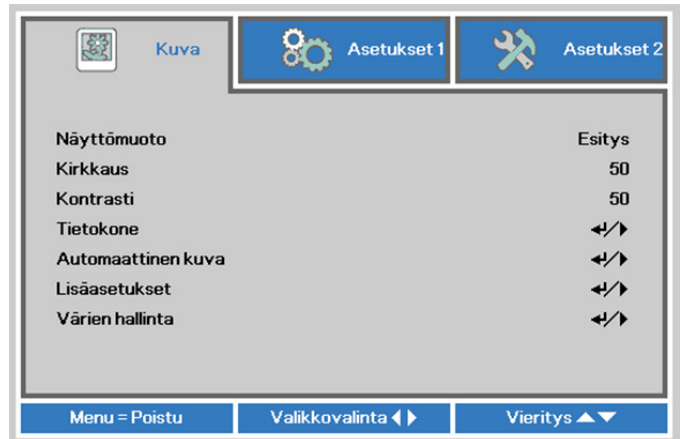 Kuva Asetukset 1 Asetukset 2
Näyttömuoto Esitys
Kirkkaus 50
Kontrasti 50
Tietokone ↵/▶
Automaattinen kuva ↵/▶
Lisäasetukset ↵/▶
Värien hallinta ↵/▶
Menu = Poistu Valikkovalinta ◀▶ Vieritys ▲▼